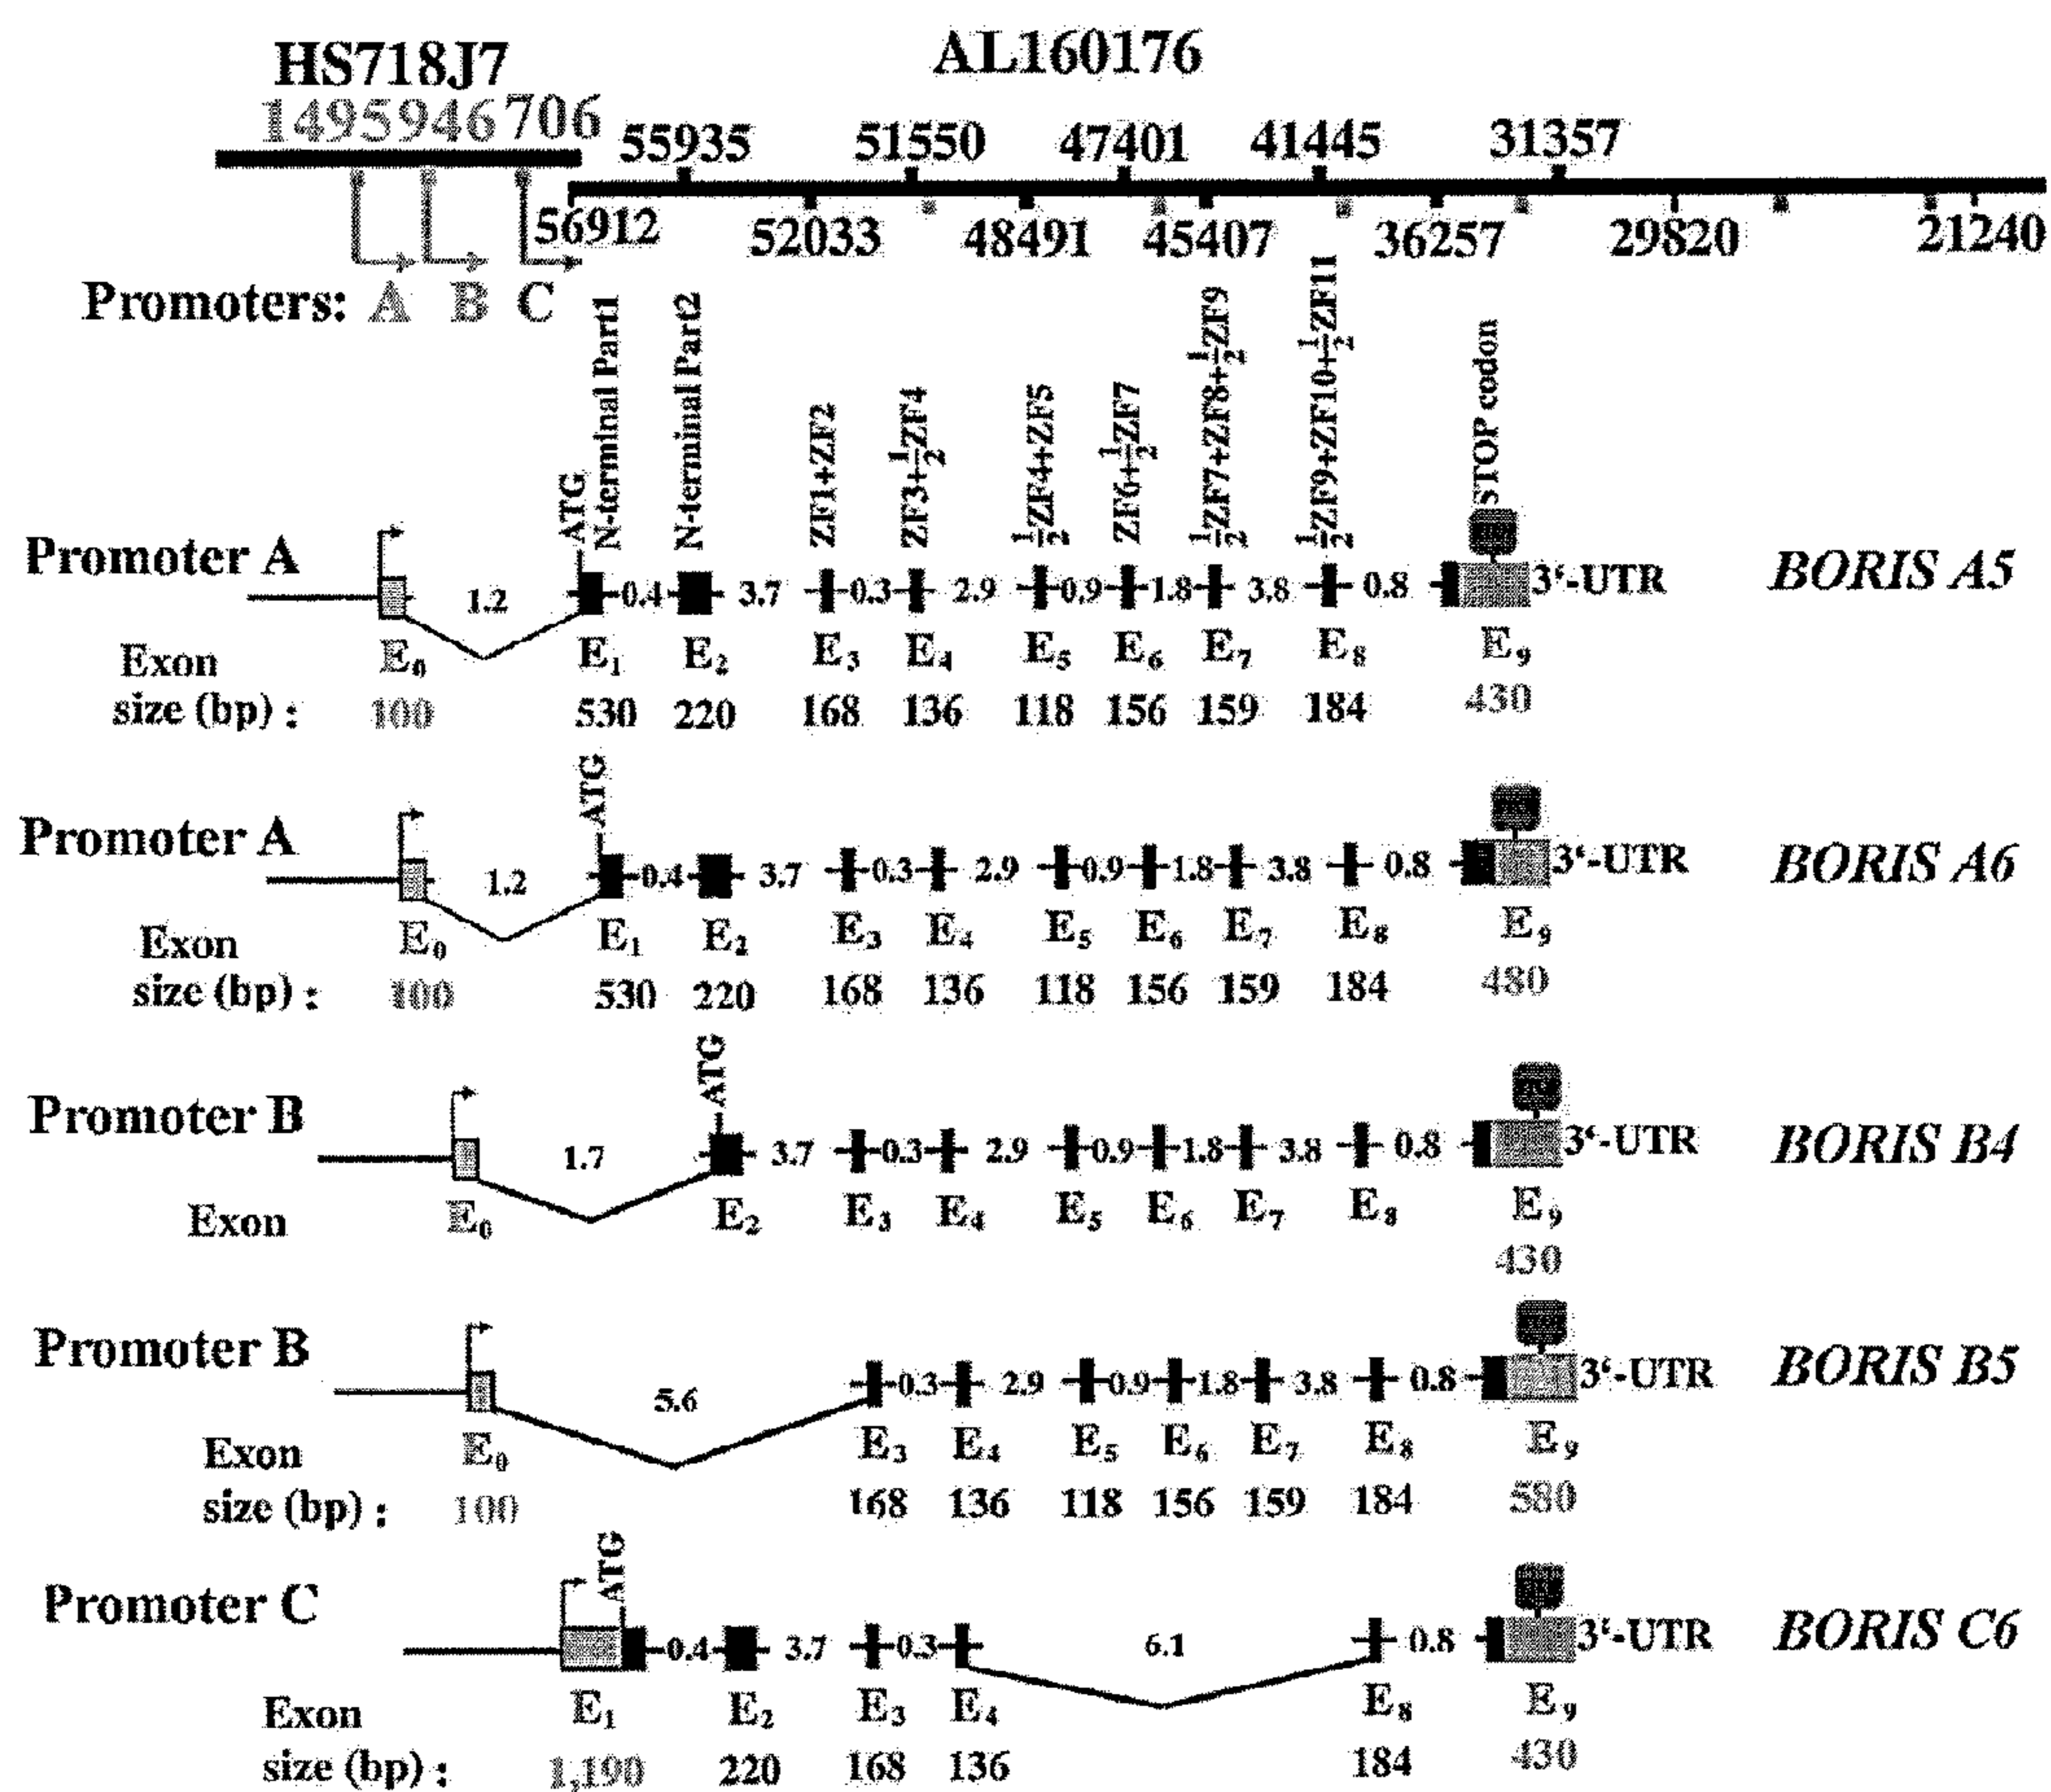 HS718J7
AL160176
1495 946 706
55935 51550 47401 41445 31357
56912 52033 48491 45407 36257 29820 21240
Promoters: A B C
ATG
N-terminal Part1
N-terminal Part2
ZF1+ZF2
ZF3+½ZF4
½ZF4+ZF5
ZF6+½ZF7
½ZF7+ZF8+½ZF9
½ZF9+ZF10+½ZF11
STOP codon
Promoter A 1.2 0.4 3.7 0.3 2.9 0.9 1.8 3.8 0.8 3‘-UTR BORIS A5
Exon E₀ E₁ E₂ E₃ E₄ E₅ E₆ E₇ E₈ E₉
size (bp) : 100 530 220 168 136 118 156 159 184 430
ATG
Promoter A 1.2 0.4 3.7 0.3 2.9 0.9 1.8 3.8 0.8 3‘-UTR BORIS A6
Exon E₀ E₁ E₂ E₃ E₄ E₅ E₆ E₇ E₈ E₉
size (bp) : 100 530 220 168 136 118 156 159 184 480
ATG
Promoter B 1.7 3.7 0.3 2.9 0.9 1.8 3.8 0.8 3‘-UTR BORIS B4
Exon E₀ E₂ E₃ E₄ E₅ E₆ E₇ E₈ E₉
430
Promoter B 5.6 0.3 2.9 0.9 1.8 3.8 0.8 3‘-UTR BORIS B5
Exon E₀ E₃ E₄ E₅ E₆ E₇ E₈ E₉
size (bp) : 100 168 136 118 156 159 184 580
ATG
Promoter C 0.4 3.7 0.3 6.1 0.8 3‘-UTR BORIS C6
Exon E₁ E₂ E₃ E₄ E₈ E₉
size (bp) : 1,190 220 168 136 184 430